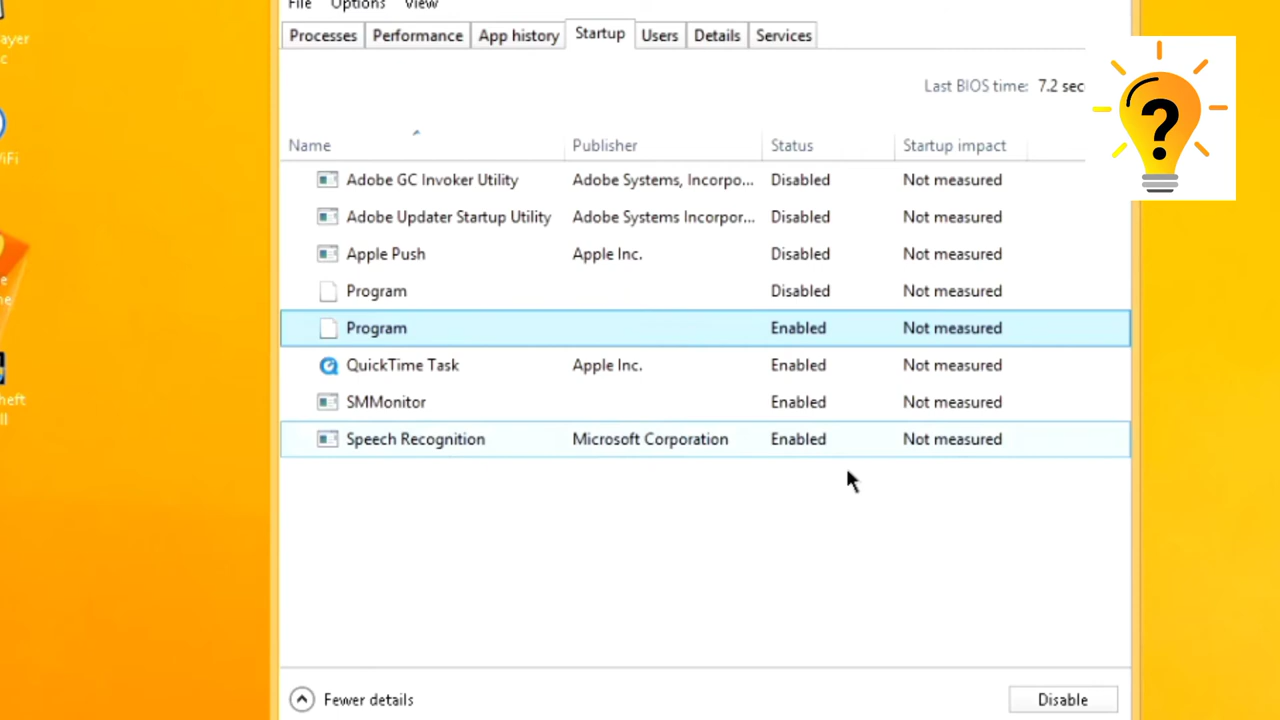 File Options View
Processes Performance App history Startup Users Details Services
Last BIOS time: 7.2 sec
?
Name Publisher Status Startup impact
Adobe GC Invoker Utility Adobe Systems, Incorpo... Disabled Not measured
Adobe Updater Startup Utility Adobe Systems Incorpor... Disabled Not measured
Apple Push Apple Inc. Disabled Not measured
Program Disabled Not measured
Program Enabled Not measured
QuickTime Task Apple Inc. Enabled Not measured
SMMonitor Enabled Not measured
Speech Recognition Microsoft Corporation Enabled Not measured
Fewer details Disable